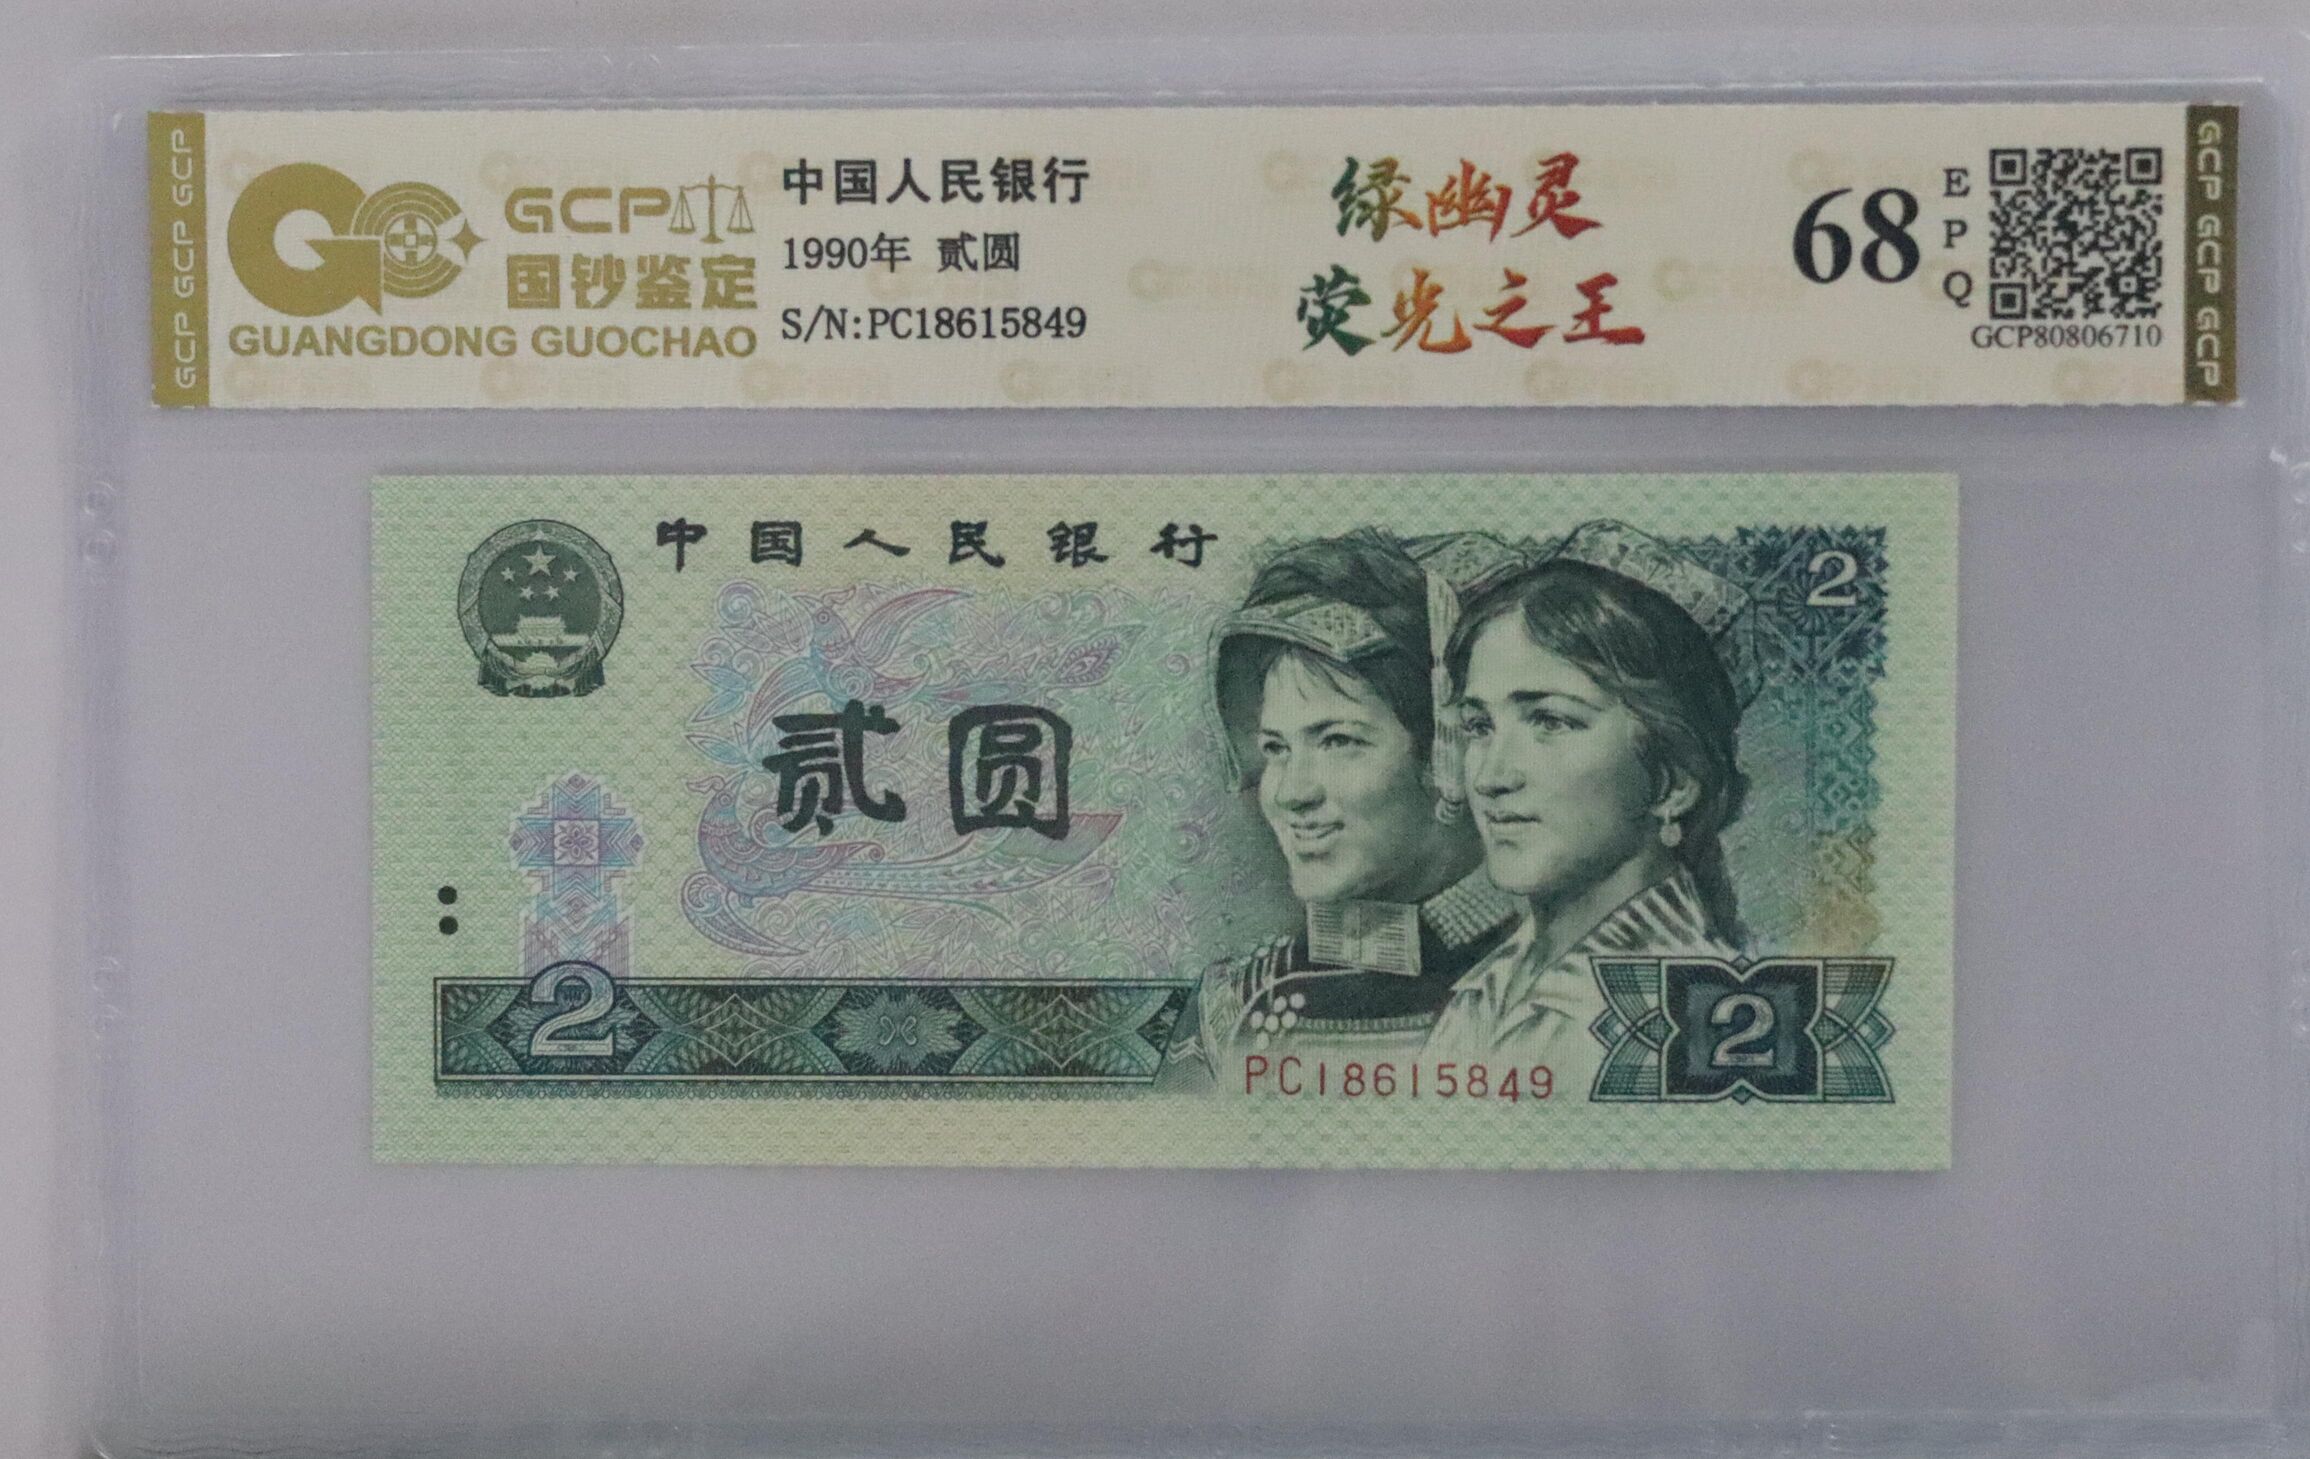 GCP GCP GCP
GCP
国钞鉴定
GUANGDONG GUOCHAO
中国人民银行
1990年 贰圆
S/N:PC18615849
绿幽灵
荧光之王
68
EPQ
GCP80806710
GCP GCP GCP
中国人民银行
2
贰圆
2
PC18615849
2